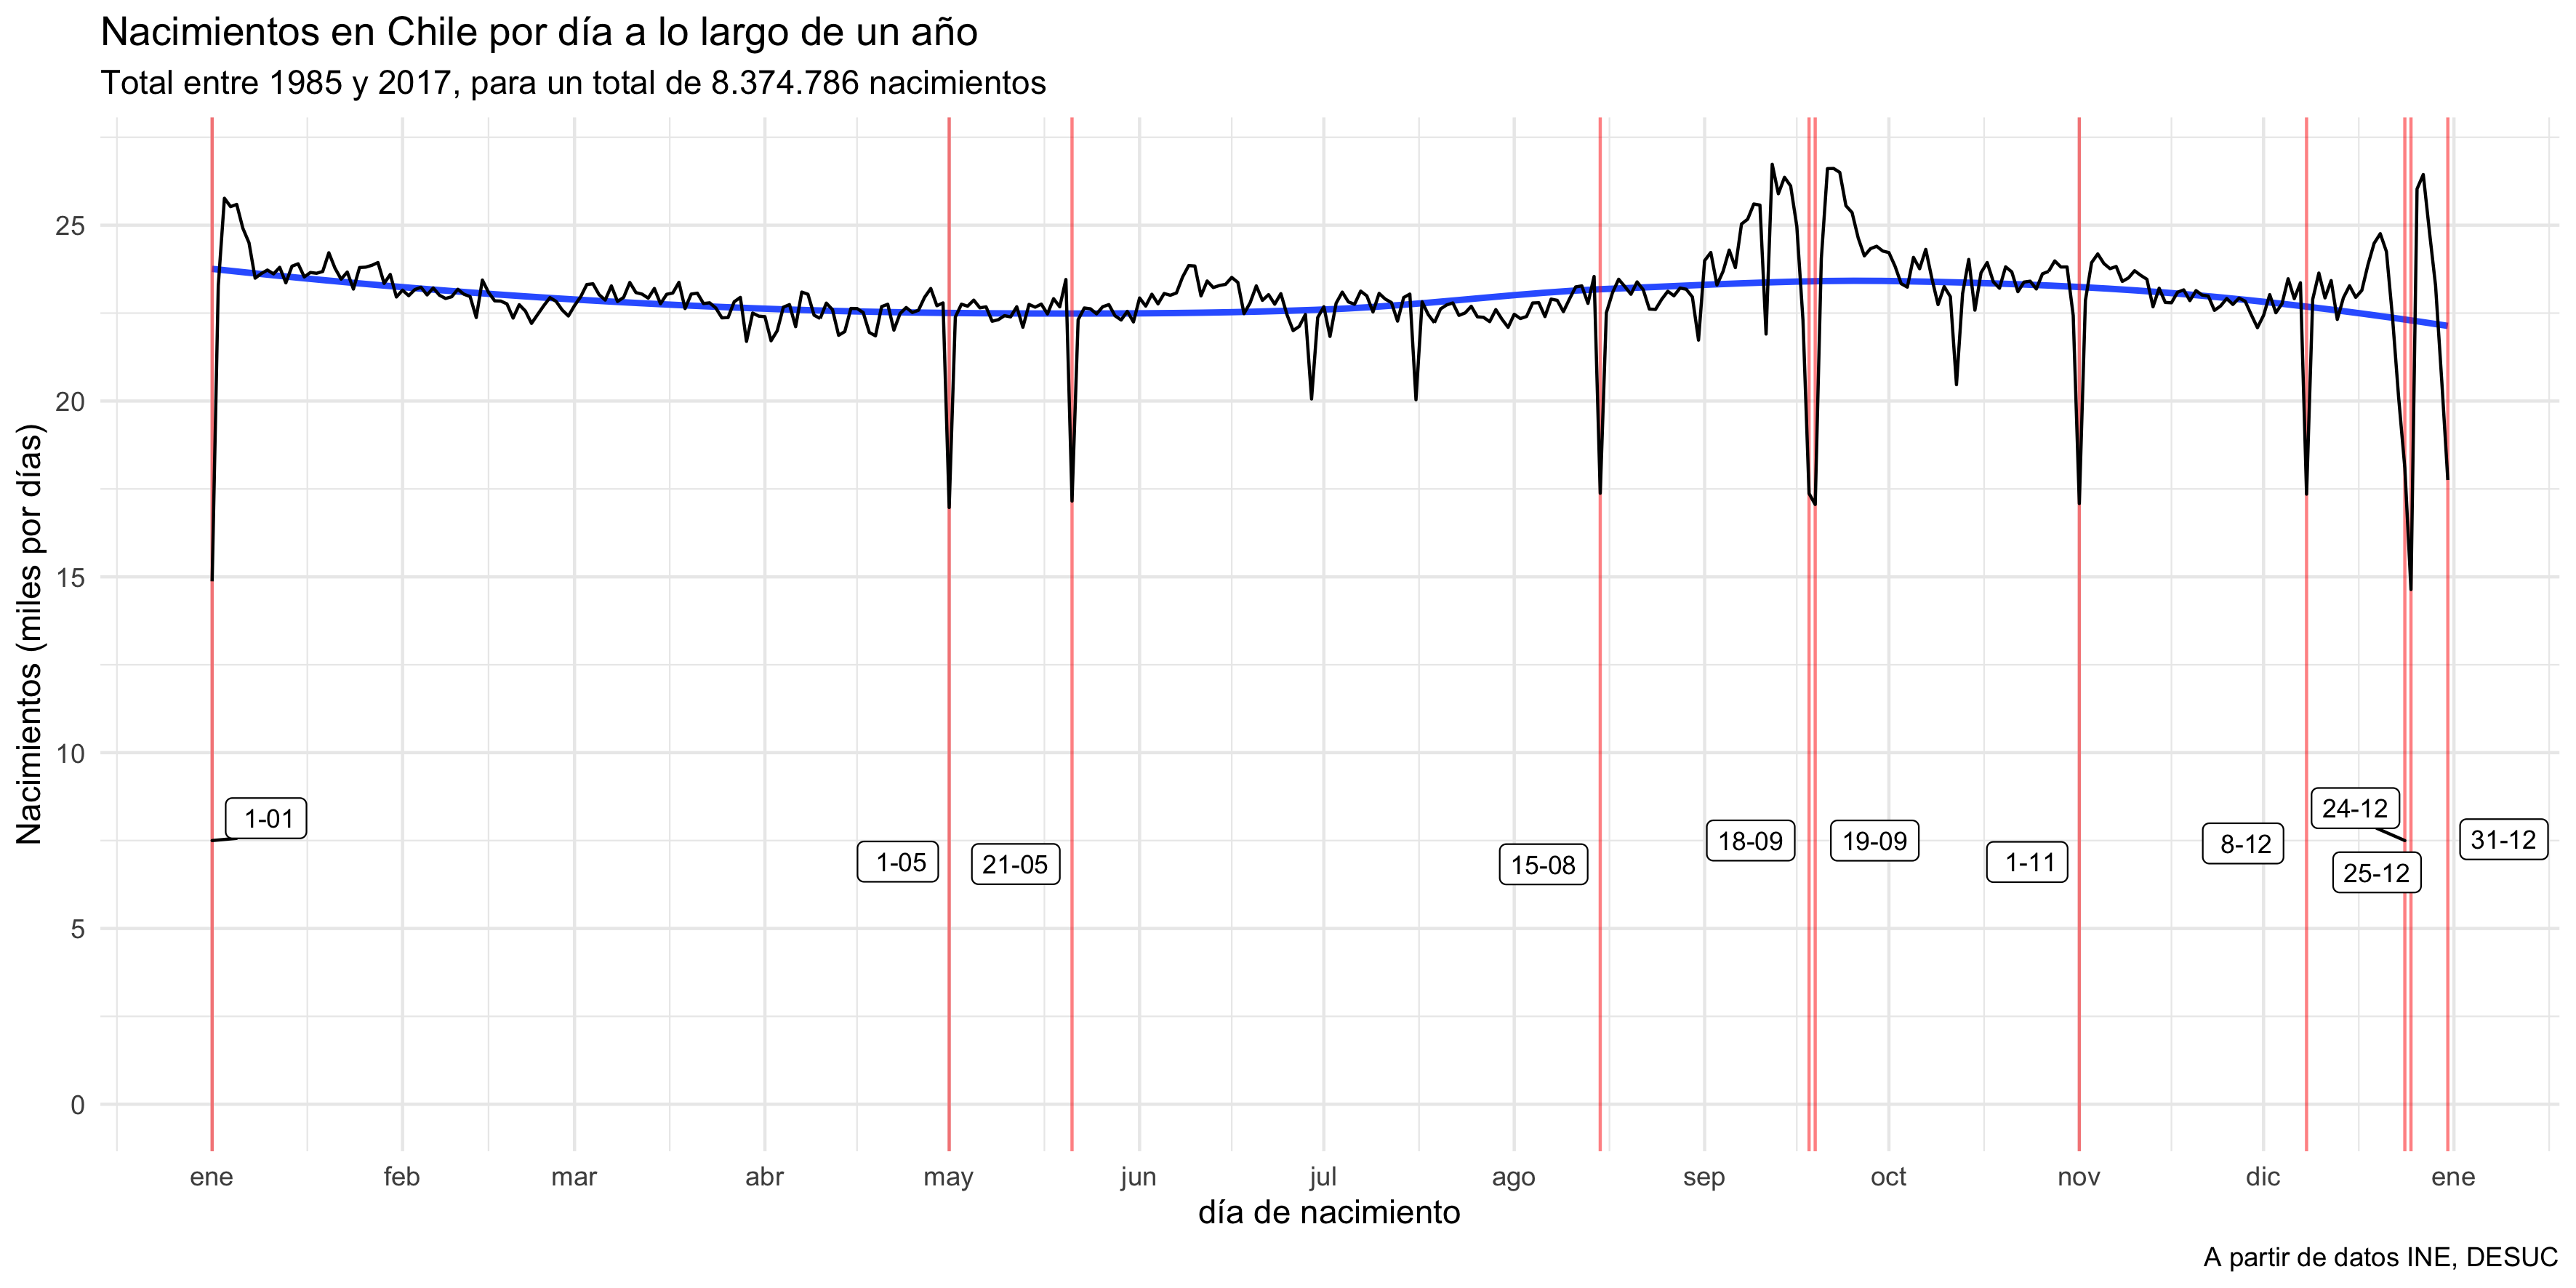 Nacimientos en Chile por día a lo largo de un año
Total entre 1985 y 2017, para un total de 8.374.786 nacimientos
Nacimientos (miles por días)
25
20
15
10
5
0
1-01
1-05
21-05
15-08
18-09
19-09
1-11
8-12
24-12
25-12
31-12
ene feb mar abr may jun jul ago sep oct nov dic ene
día de nacimiento
A partir de datos INE, DESUC